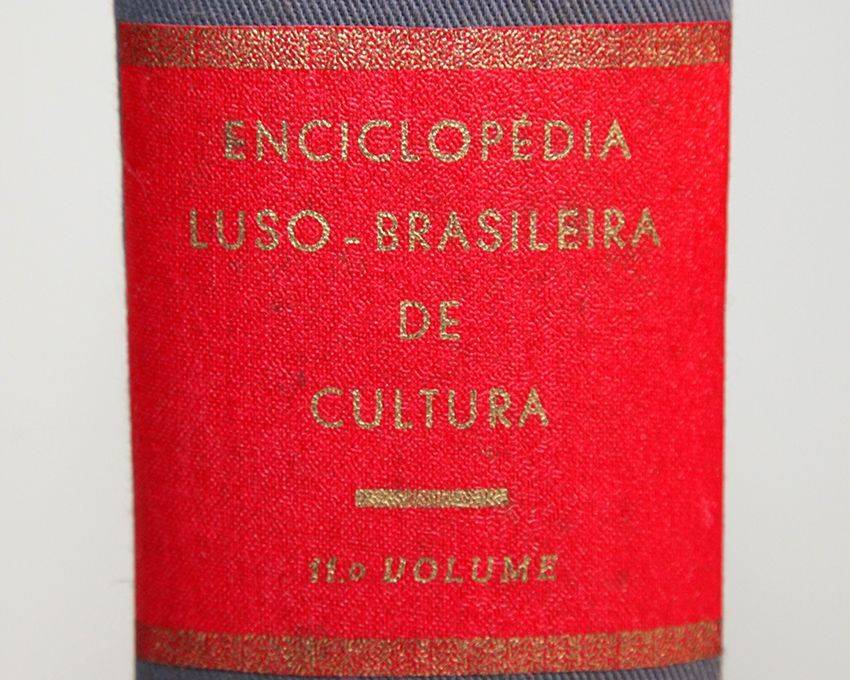 ENCICLOPÉDIA
LUSO-BRASILEIRA
DE
CULTURA
11.o VOLUME